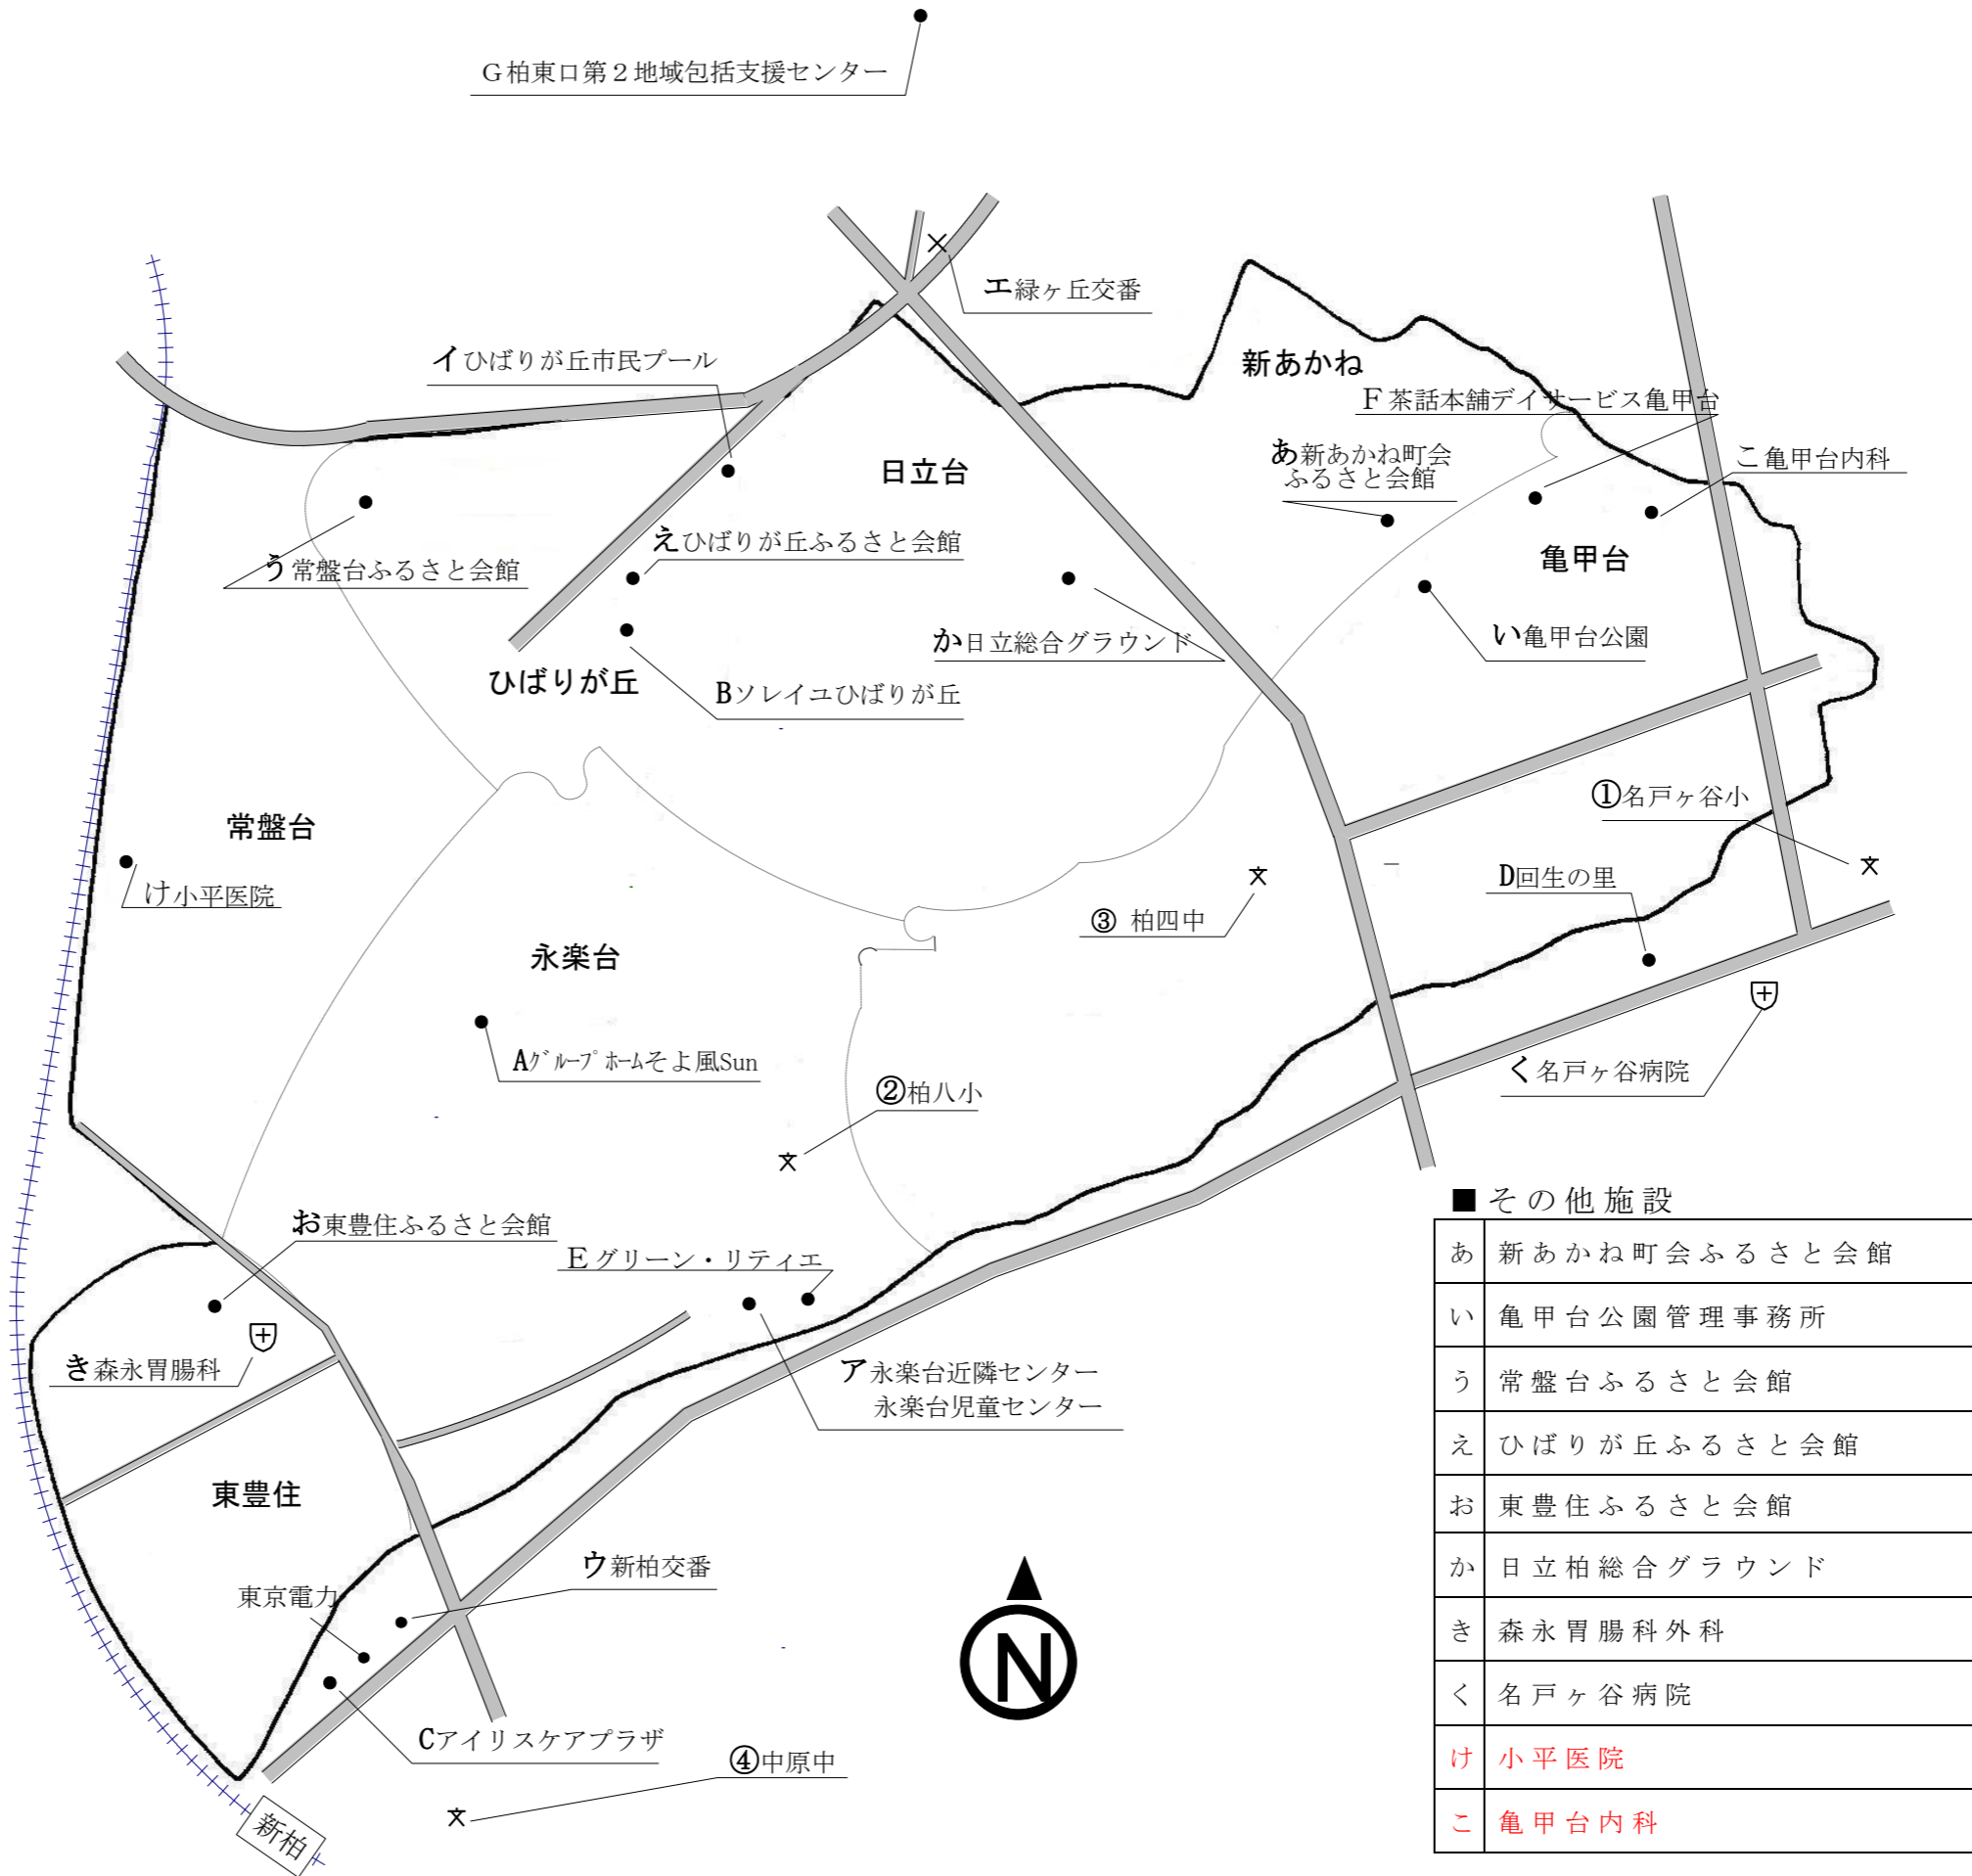 G柏東口第2地域包括支援センター
エ緑ヶ丘交番
イひばりが丘市民プール
新あかね
F茶話本舗デイサービス亀甲台
あ新あかね町会
ふるさと会館
こ亀甲台内科
日立台
えひばりが丘ふるさと会館
う常盤台ふるさと会館
亀甲台
か日立総合グラウンド
い亀甲台公園
ひばりが丘
Bソレイユひばりが丘
①名戸ヶ谷小
常盤台
け小平医院
D回生の里
③ 柏四中
永楽台
Aグループホームそよ風Sun
②柏八小
く名戸ヶ谷病院
お東豊住ふるさと会館
Eグリーン・リティエ
き森永胃腸科
ア永楽台近隣センター
永楽台児童センター
東豊住
ウ新柏交番
東京電力
Cアイリスケアプラザ
④中原中
新柏
N
■その他施設
あ 新あかね町会ふるさと会館
い 亀甲台公園管理事務所
う 常盤台ふるさと会館
え ひばりが丘ふるさと会館
お 東豊住ふるさと会館
か 日立柏総合グラウンド
き 森永胃腸科外科
く 名戸ヶ谷病院
け 小平医院
こ 亀甲台内科